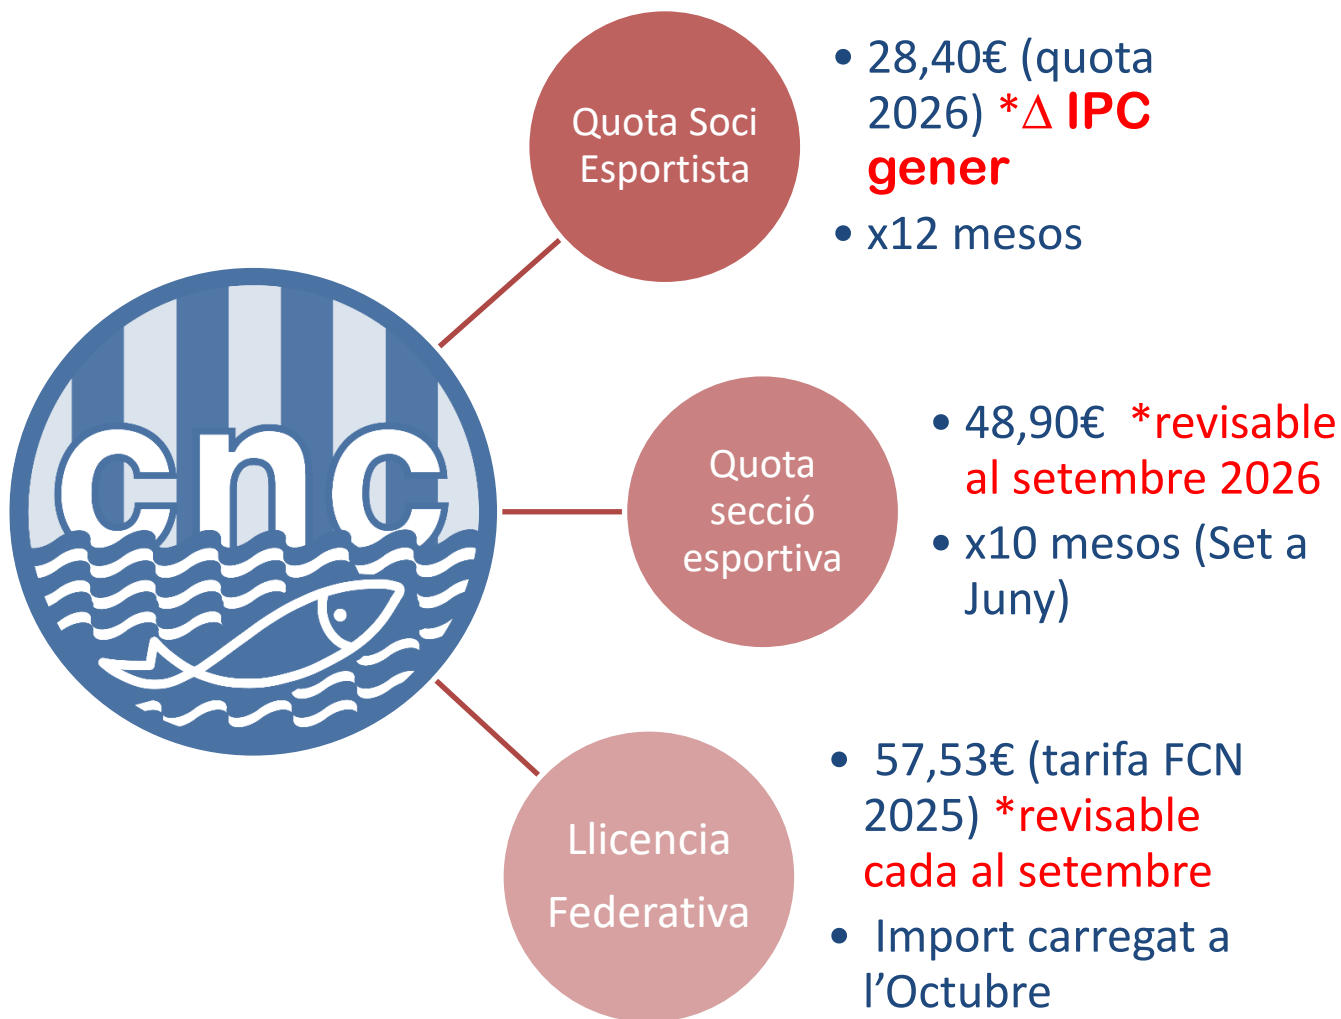 cnc
Quota Soci
Esportista
• 28,40€ (quota
2026) *Δ IPC
gener
• x12 mesos
Quota
secció
esportiva
• 48,90€  *revisable
al setembre 2026
• x10 mesos (Set a
Juny)
Llicencia
Federativa
• 57,53€ (tarifa FCN
2025) *revisable
cada al setembre
• Import carregat a
l’Octubre